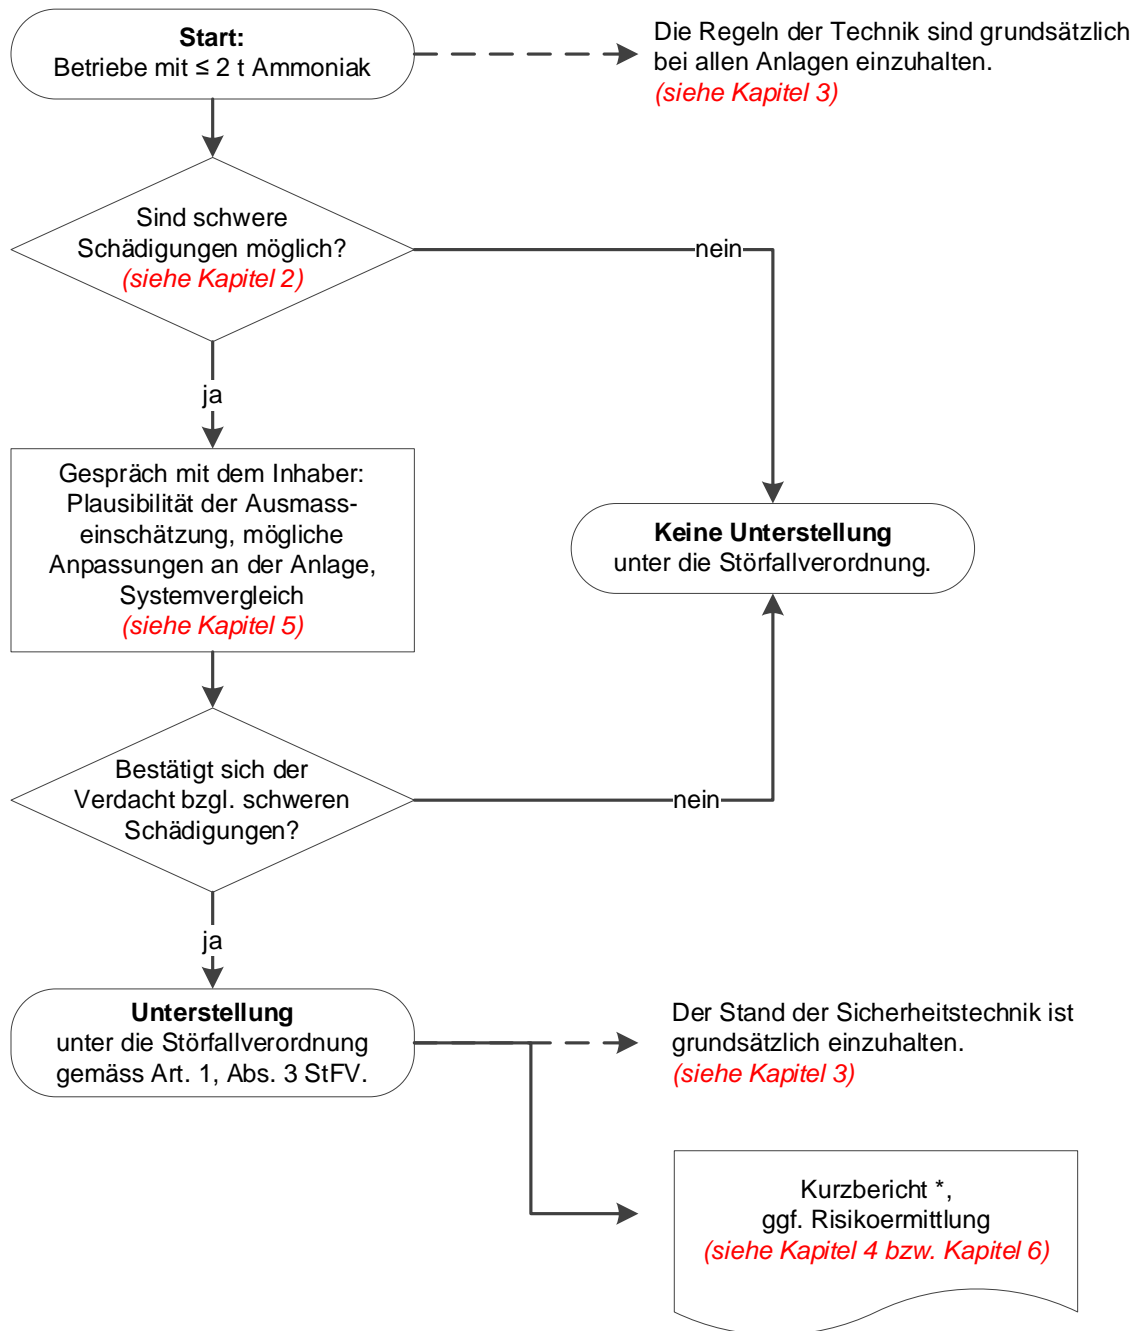 Start:
Betriebe mit ≤ 2 t Ammoniak
Die Regeln der Technik sind grundsätzlich
bei allen Anlagen einzuhalten.
(siehe Kapitel 3)
Sind schwere
Schädigungen möglich?
(siehe Kapitel 2)
nein
ja
Gespräch mit dem Inhaber:
Plausibilität der Ausmass-
einschätzung, mögliche
Anpassungen an der Anlage,
Systemvergleich
(siehe Kapitel 5)
Keine Unterstellung
unter die Störfallverordnung.
Bestätigt sich der
Verdacht bzgl. schweren
Schädigungen?
nein
ja
Unterstellung
unter die Störfallverordnung
gemäss Art. 1, Abs. 3 StFV.
Der Stand der Sicherheitstechnik ist
grundsätzlich einzuhalten.
(siehe Kapitel 3)
Kurzbericht *,
ggf. Risikoermittlung
(siehe Kapitel 4 bzw. Kapitel 6)